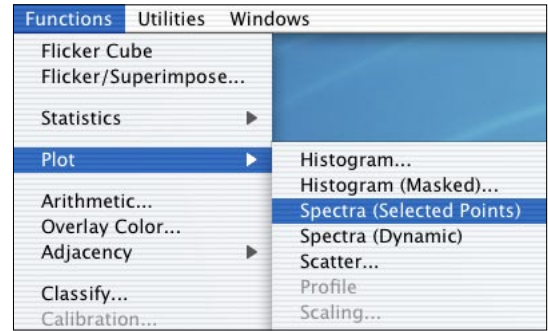 Functions Utilities Windows
Flicker Cube
Flicker/Superimpose...
Statistics
Plot
Arithmetic...
Overlay Color...
Adjacency
Classify...
Calibration...
Histogram...
Histogram (Masked)...
Spectra (Selected Points)
Spectra (Dynamic)
Scatter...
Profile
Scaling...